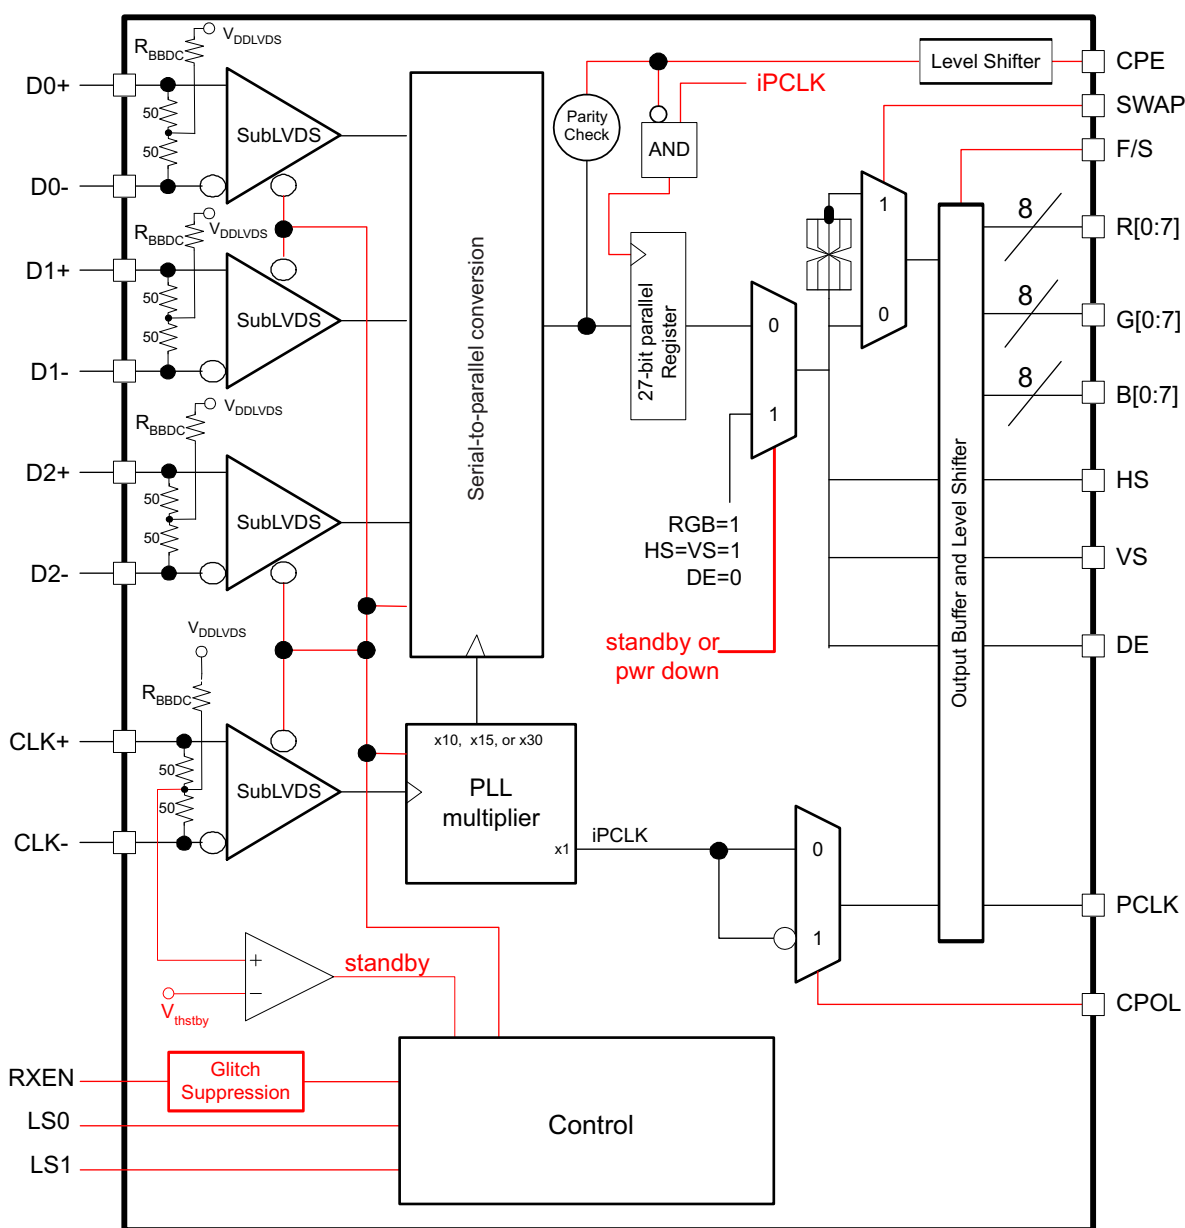 VDDLVDS
RBBDC
D0+
50
50
SubLVDS
D0-
RBBDC
VDDLVDS
D1+
50
50
SubLVDS
D1-
VDDLVDS
RBBDC
D2+
50
50
SubLVDS
D2-
VDDLVDS
RBBDC
CLK+
50
50
SubLVDS
CLK-
Serial-to-parallel conversion
x10, x15, or x30
PLL
multiplier
x1
iPCLK
+
−
standby
Vthstby
RXEN
Glitch
Suppression
LS0
LS1
Control
Parity
Check
iPCLK
AND
27-bit parallel
Register
0
1
RGB=1
HS=VS=1
DE=0
standby or
pwr down
1
0
0
1
Level Shifter
Output Buffer and Level Shifter
CPE
SWAP
F/S
8
R[0:7]
8
G[0:7]
8
B[0:7]
HS
VS
DE
PCLK
CPOL